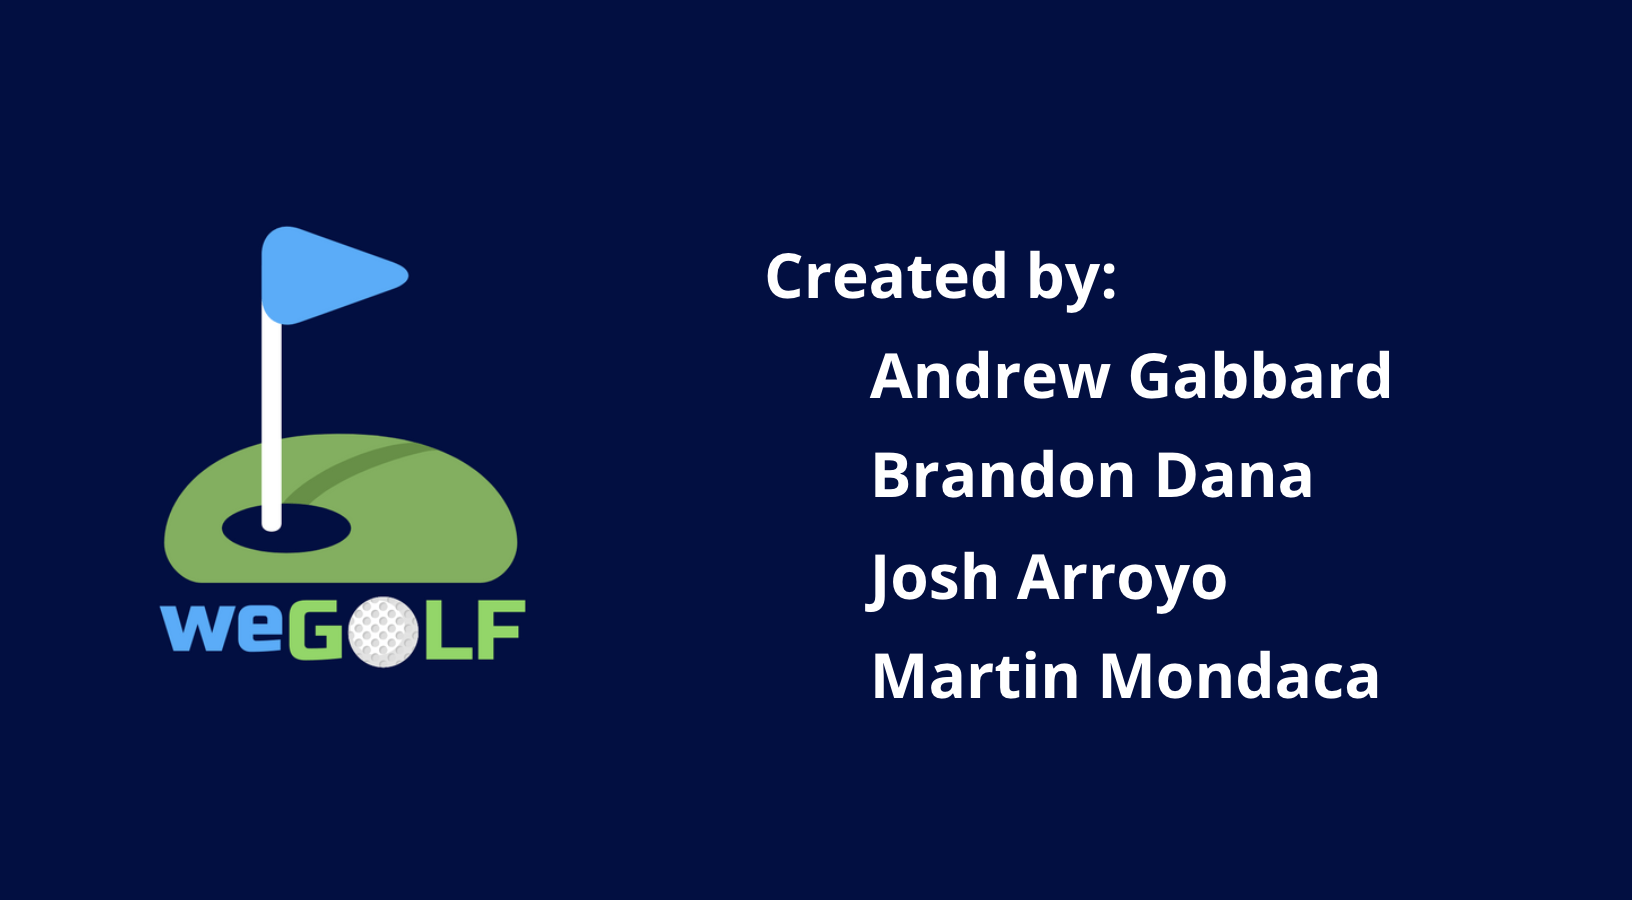 weGOLF
Created by:
Andrew Gabbard
Brandon Dana
Josh Arroyo
Martin Mondaca